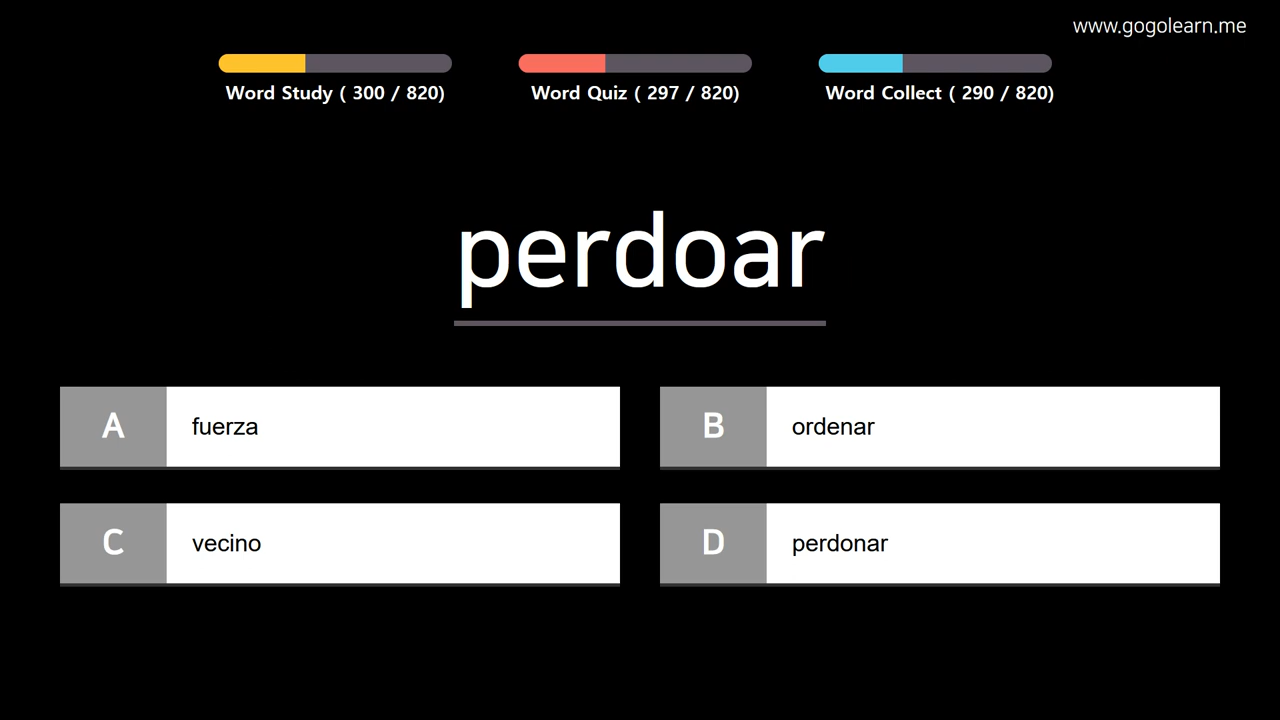 www.gogolearn.me
Word Study ( 300 / 820)
Word Quiz ( 297 / 820)
Word Collect ( 290 / 820)
perdoar
A fuerza
B ordenar
C vecino
D perdonar